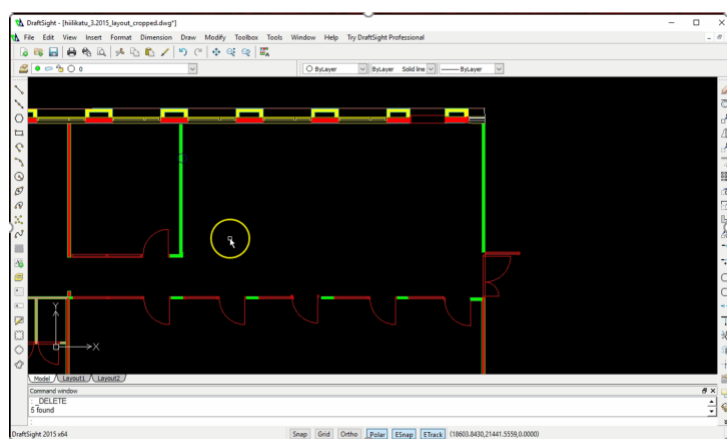 DraftSight - [hiilikatu_3.2015_layout_cropped.dwg*]
File Edit View Insert Format Dimension Draw Modify Toolbox Tools Window Help Try DraftSight Professional
0 ByLayer ByLayer Solid line ByLayer
Y
X
Model Layout1 Layout2
Command window
: _DELETE
5 found
:
DraftSight 2015 x64 Snap Grid Ortho Polar ESnap ETrack (18603.8430,21441.5559,0.0000)